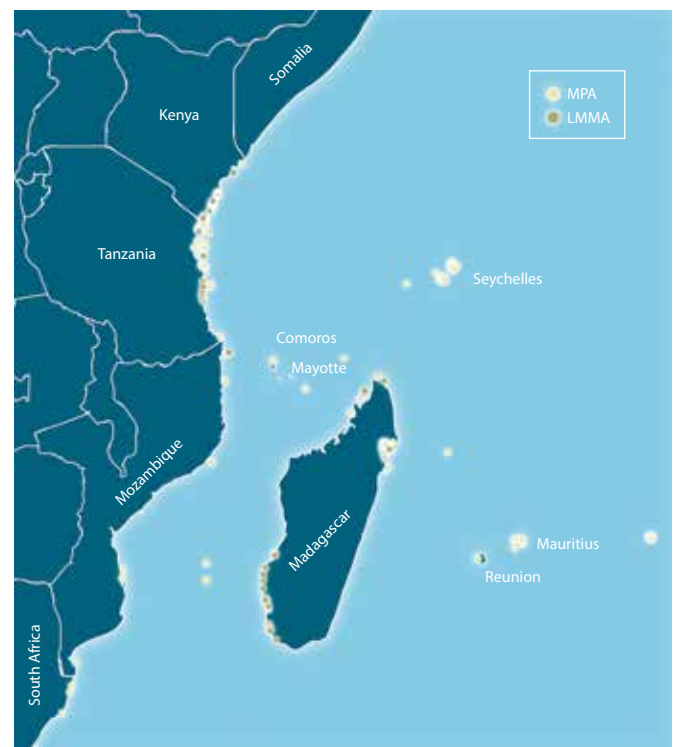 Somalia
MPA
LMMA
Kenya
Tanzania
Seychelles
Comoros
Mayotte
Mozambique
Madagascar
Mauritius
Reunion
South Africa